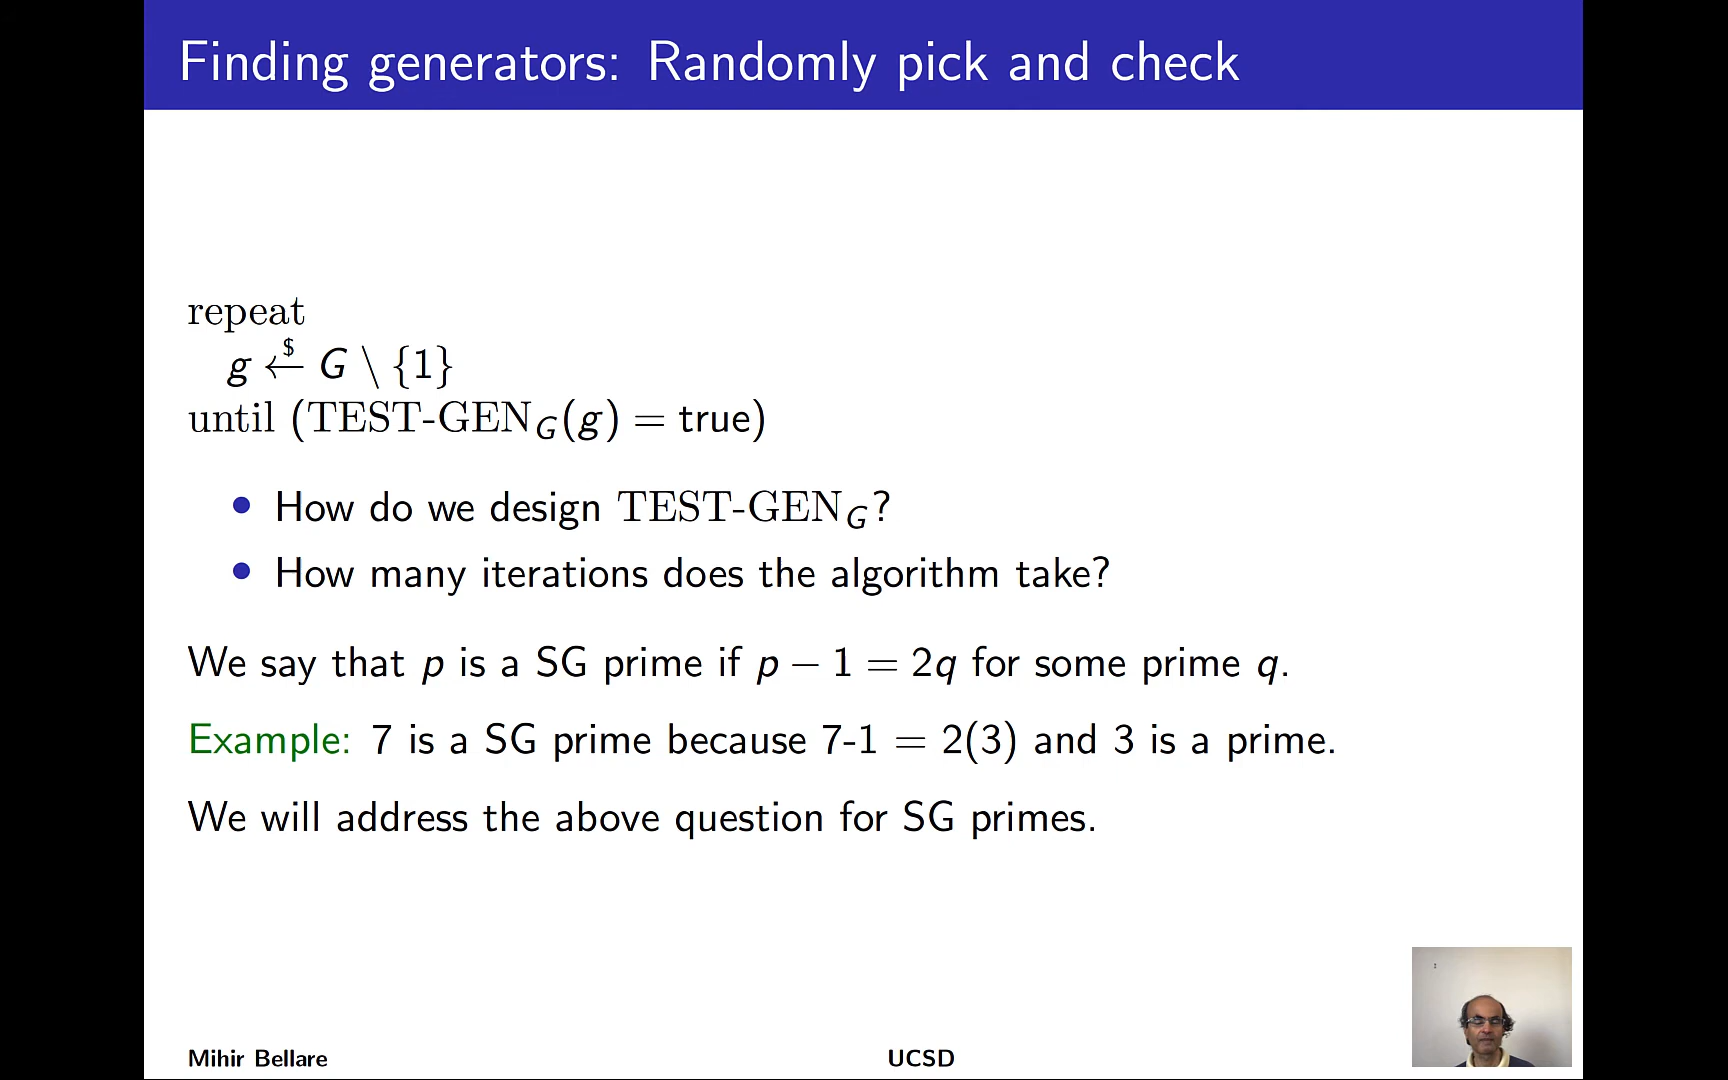 Finding generators: Randomly pick and check
repeat
g ←$ G \ {1}
until (TEST-GEN_G(g) = true)
• How do we design TEST-GEN_G?
• How many iterations does the algorithm take?
We say that p is a SG prime if p − 1 = 2q for some prime q.
Example: 7 is a SG prime because 7-1 = 2(3) and 3 is a prime.
We will address the above question for SG primes.
Mihir Bellare UCSD